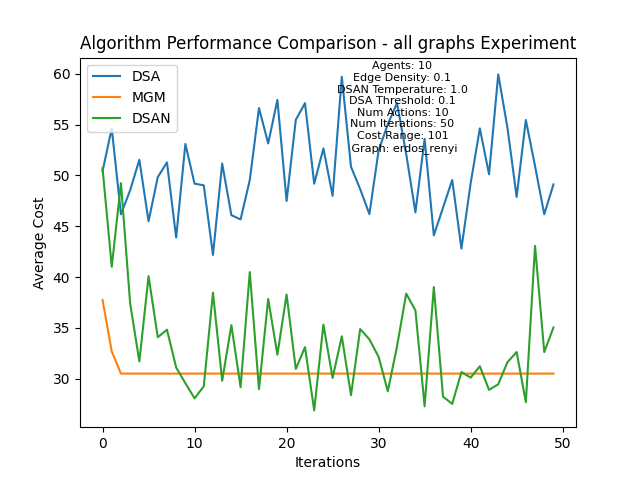 Algorithm Performance Comparison - all graphs Experiment
DSA
MGM
DSAN
Agents: 10
Edge Density: 0.1
DSAN Temperature: 1.0
DSA Threshold: 0.1
Num Actions: 10
Num Iterations: 50
Cost Range: 101
Graph: erdos_renyi
Average Cost
60
55
50
45
40
35
30
0
10
20
30
40
50
Iterations